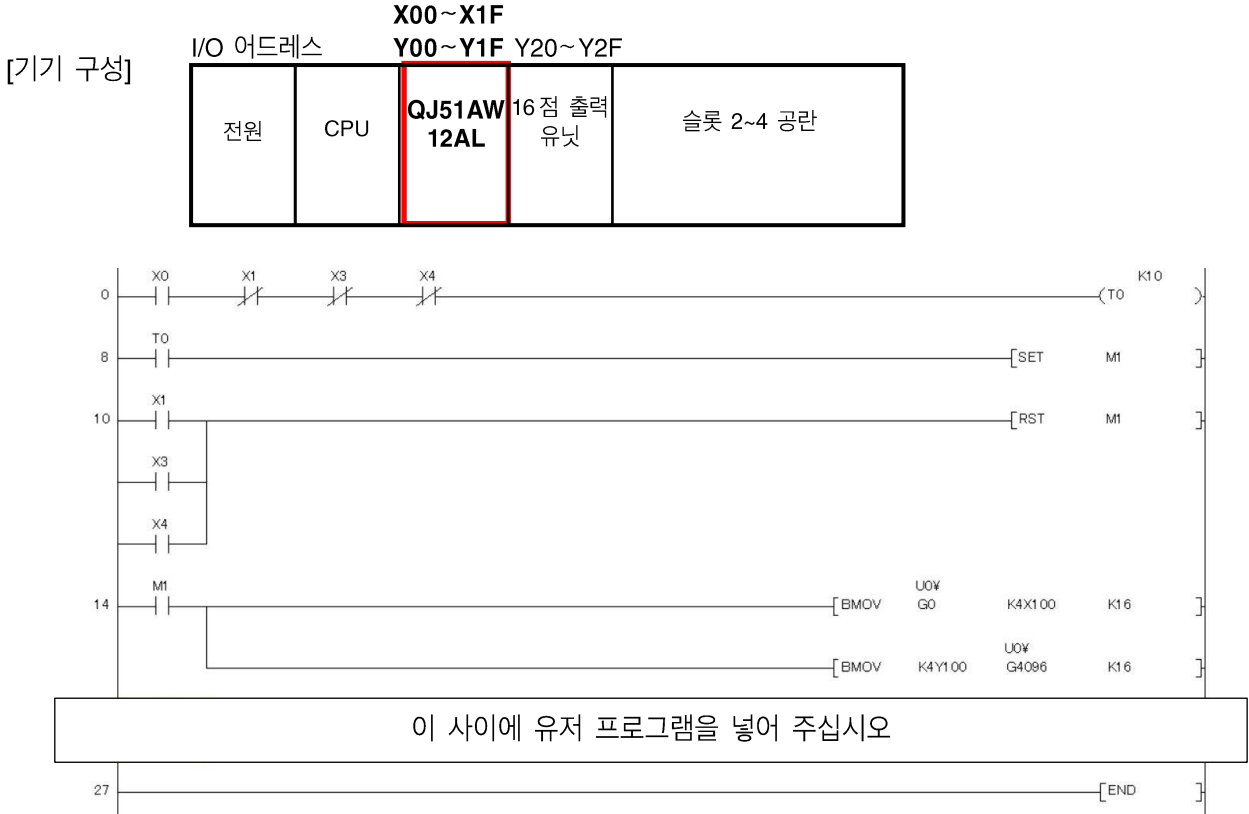 X00~X1F
I/O 어드레스 Y00~Y1F Y20~Y2F
[기기 구성]
전원 CPU QJ51AW 12AL 16점 출력 유닛 슬롯 2~4 공란
X0 X1 X3 X4 K10
0 (T0 )
T0
8 [SET M1 ]
X1
10 [RST M1 ]
X3
X4
M1 U0¥
14 [BMOV G0 K4X100 K16 ]
U0¥
[BMOV K4Y100 G4096 K16 ]
이 사이에 유저 프로그램을 넣어 주십시오
27 [END ]